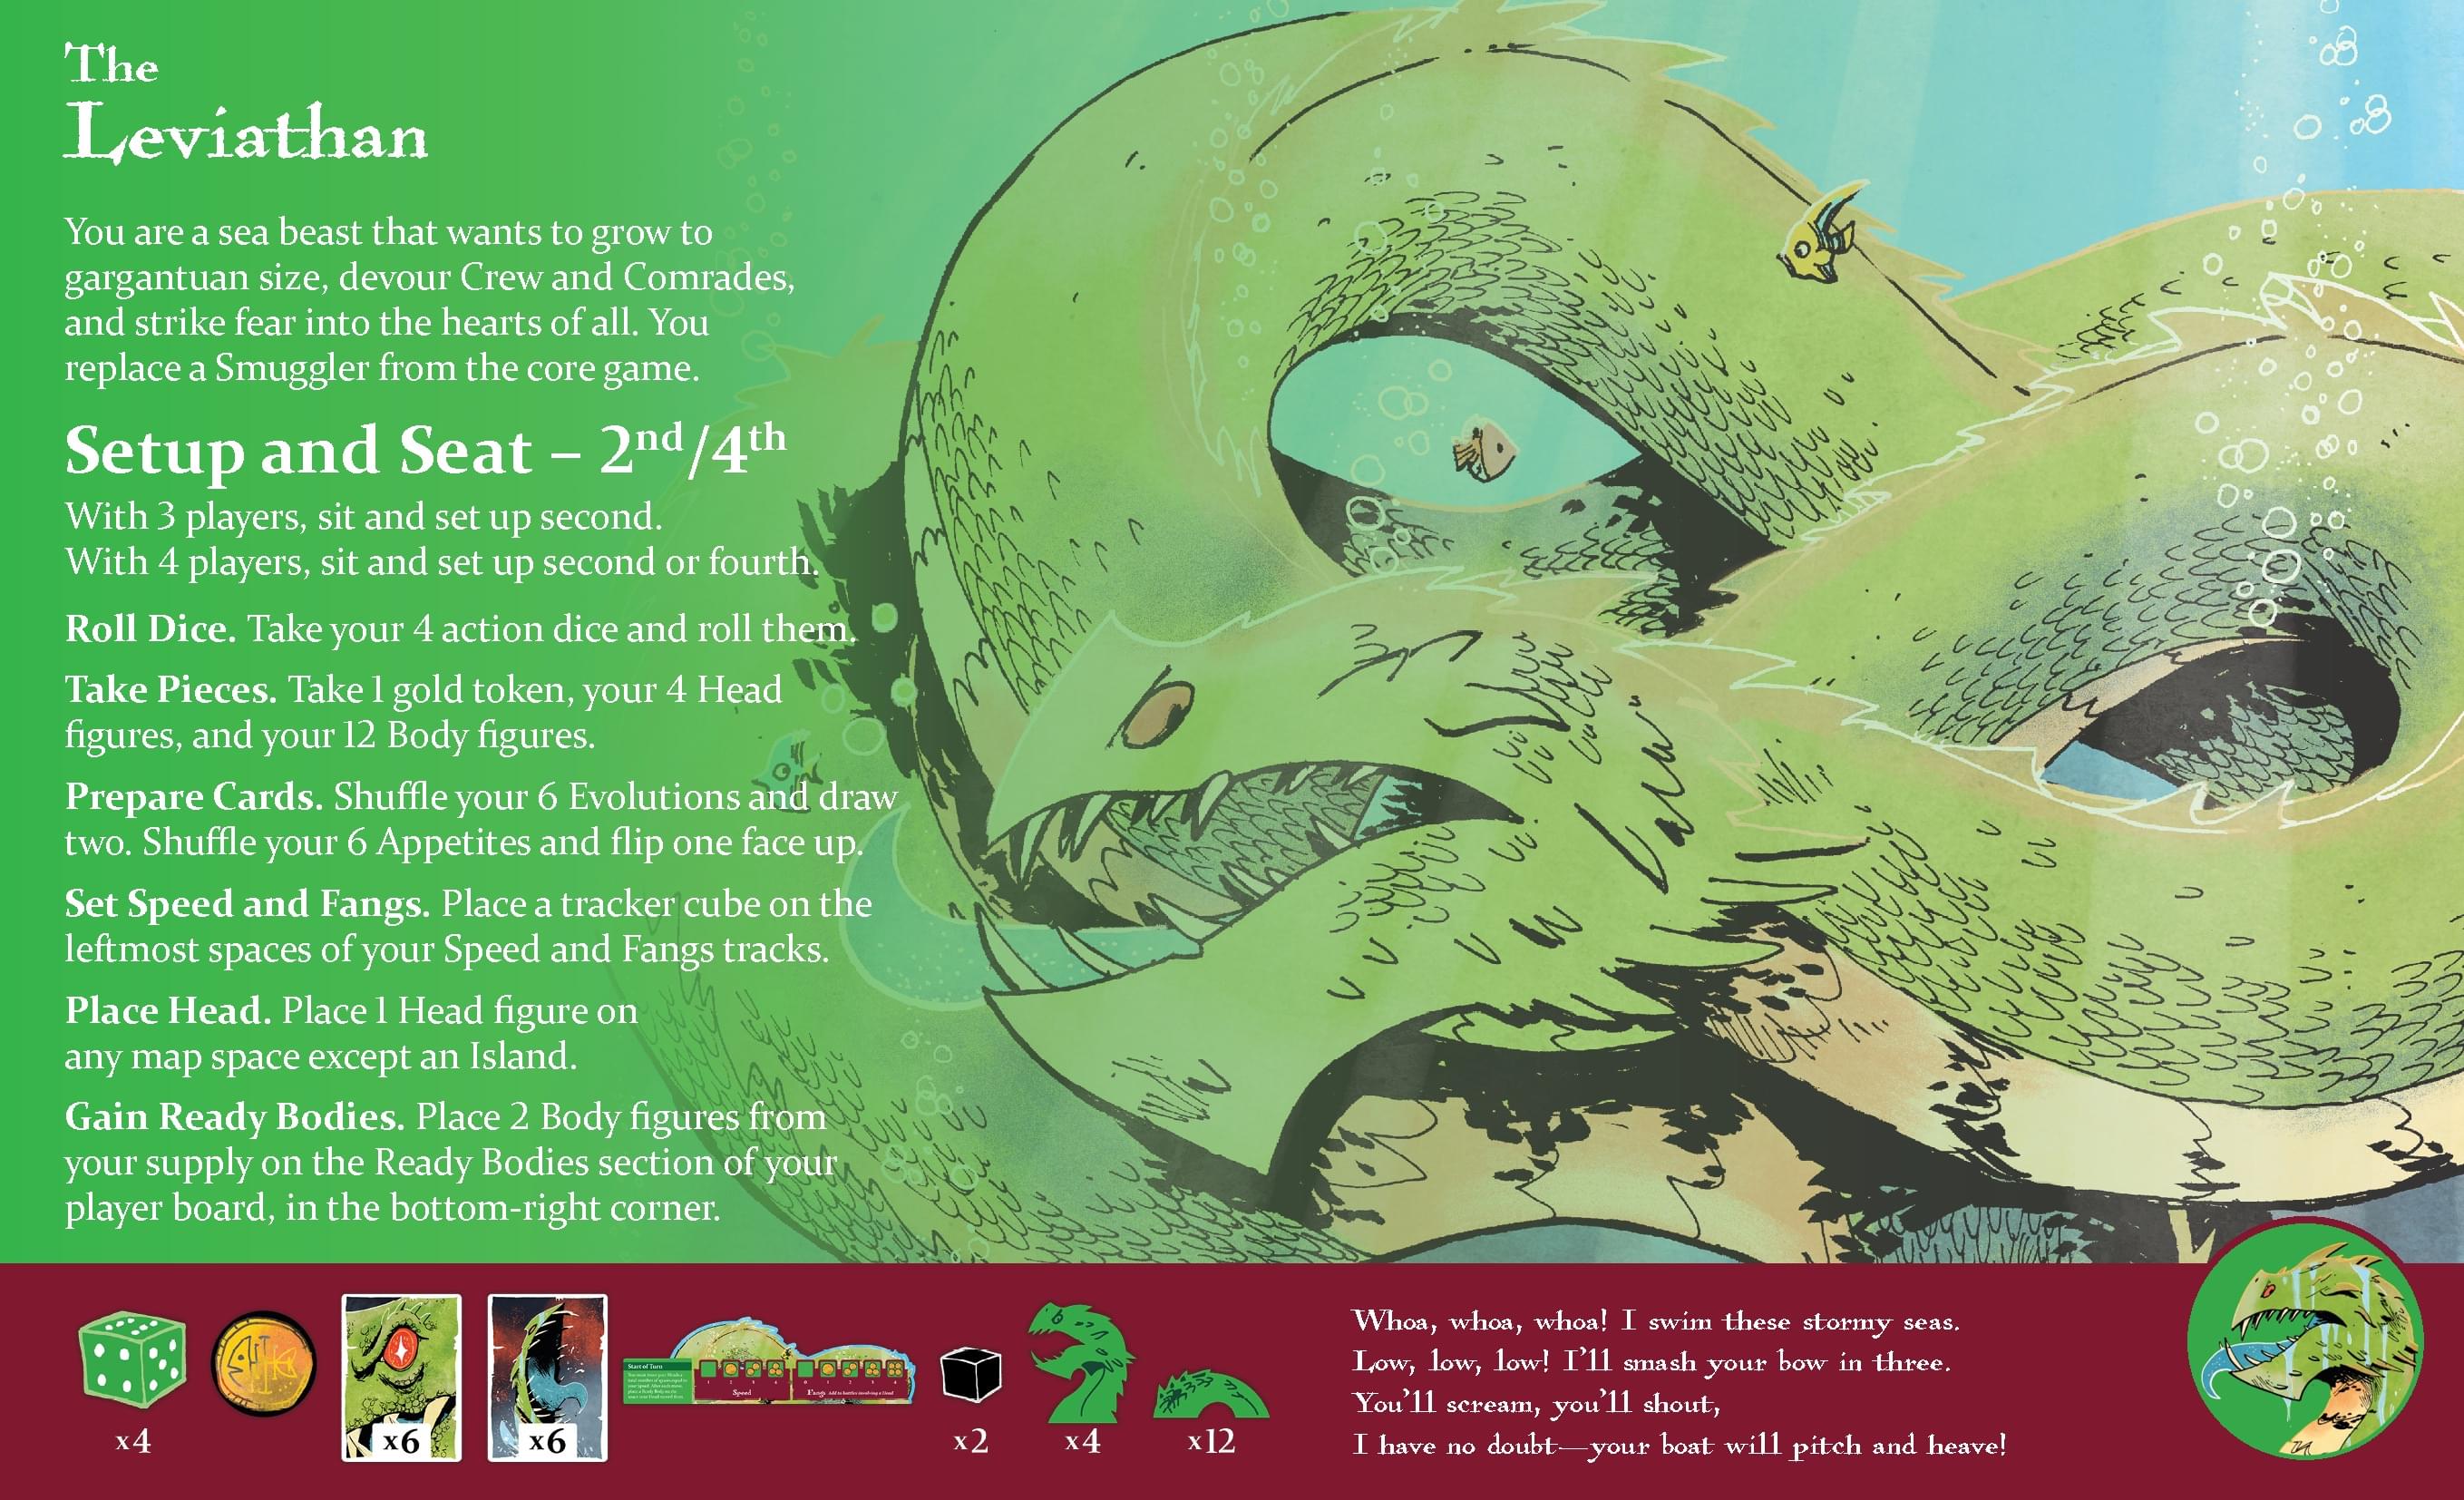 The
Leviathan
You are a sea beast that wants to grow to
gargantuan size, devour Crew and Comrades,
and strike fear into the hearts of all. You
replace a Smuggler from the core game.
Setup and Seat – 2nd/4th
With 3 players, sit and set up second.
With 4 players, sit and set up second or fourth.
Roll Dice. Take your 4 action dice and roll them.
Take Pieces. Take 1 gold token, your 4 Head
figures, and your 12 Body figures.
Prepare Cards. Shuffle your 6 Evolutions and draw
two. Shuffle your 6 Appetites and flip one face up.
Set Speed and Fangs. Place a tracker cube on the
leftmost spaces of your Speed and Fangs tracks.
Place Head. Place 1 Head figure on
any map space except an Island.
Gain Ready Bodies. Place 2 Body figures from
your supply on the Ready Bodies section of your
player board, in the bottom-right corner.
x4
x6
x6
Start of Turn
Speed
Fangs
x2
x4
x12
Whoa, whoa, whoa! I swim these stormy seas.
Low, low, low! I'll smash your bow in three.
You'll scream, you'll shout,
I have no doubt—your boat will pitch and heave!